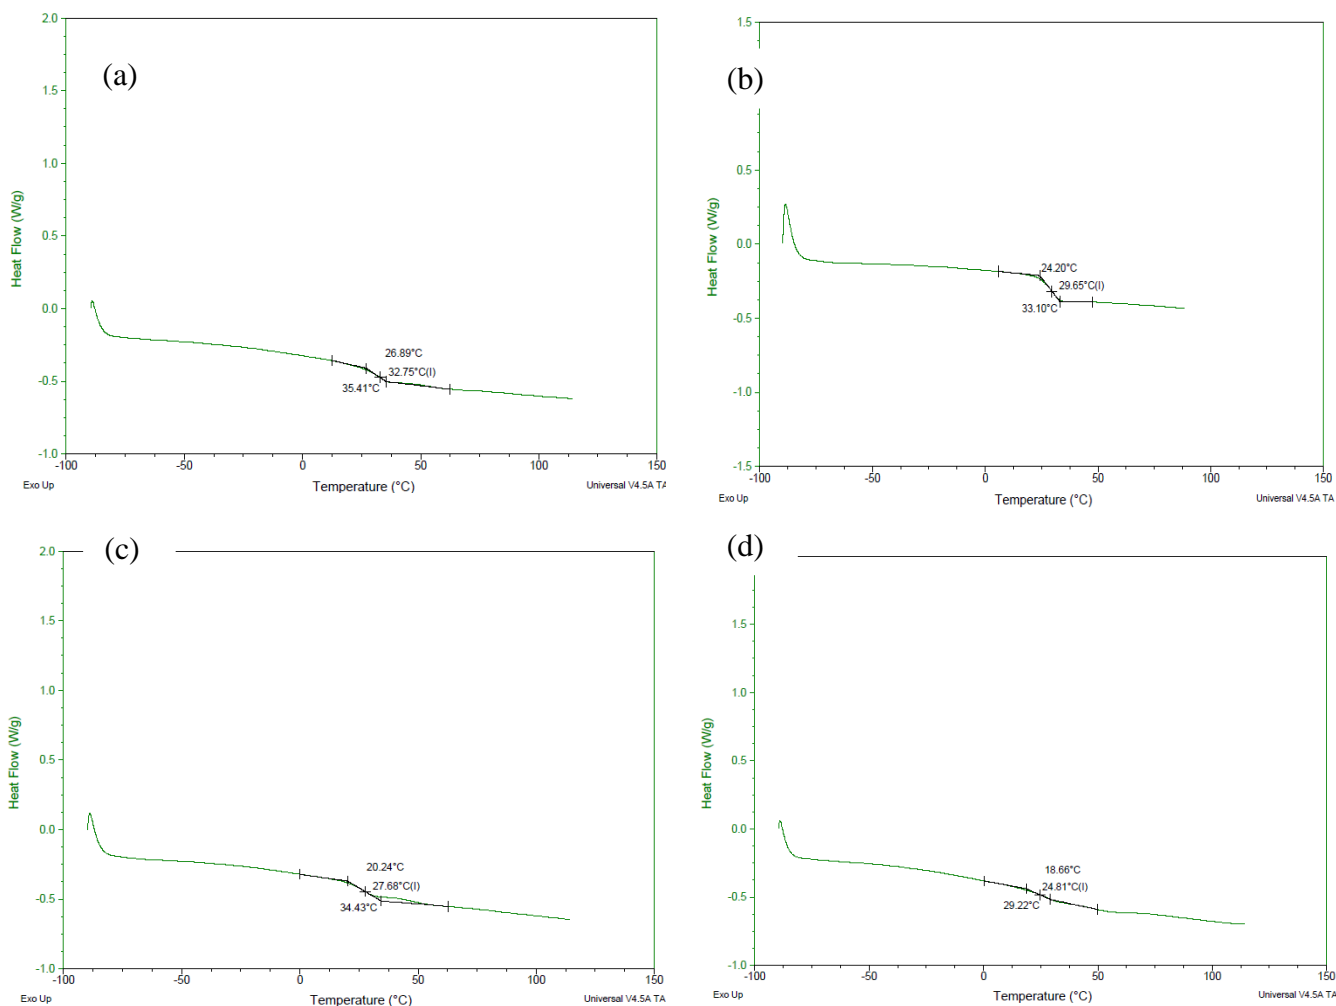 (a)
2.0
1.5
1.0
0.5
0.0
-0.5
-1.0
Heat Flow (W/g)
26.89°C
32.75°C(I)
35.41°C
-100
-50
0
50
100
150
Exo Up
Temperature (°C)
Universal V4.5A TA
(b)
1.5
0.5
0.0
-0.5
-1.0
-1.5
Heat Flow (W/g)
24.20°C
29.65°C(I)
33.10°C
-100
-50
0
50
100
150
Exo Up
Temperature (°C)
Universal V4.5A TA
(c)
2.0
1.5
1.0
0.5
0.0
-0.5
-1.0
Heat Flow (W/g)
20.24°C
27.68°C(I)
34.43°C
-100
-50
0
50
100
150
Exo Up
Temperature (°C)
Universal V4.5A TA
(d)
1.5
1.0
0.5
0.0
-0.5
-1.0
Heat Flow (W/g)
18.66°C
24.81°C(I)
29.22°C
-100
-50
0
50
100
150
Exo Up
Temperature (°C)
Universal V4.5A TA